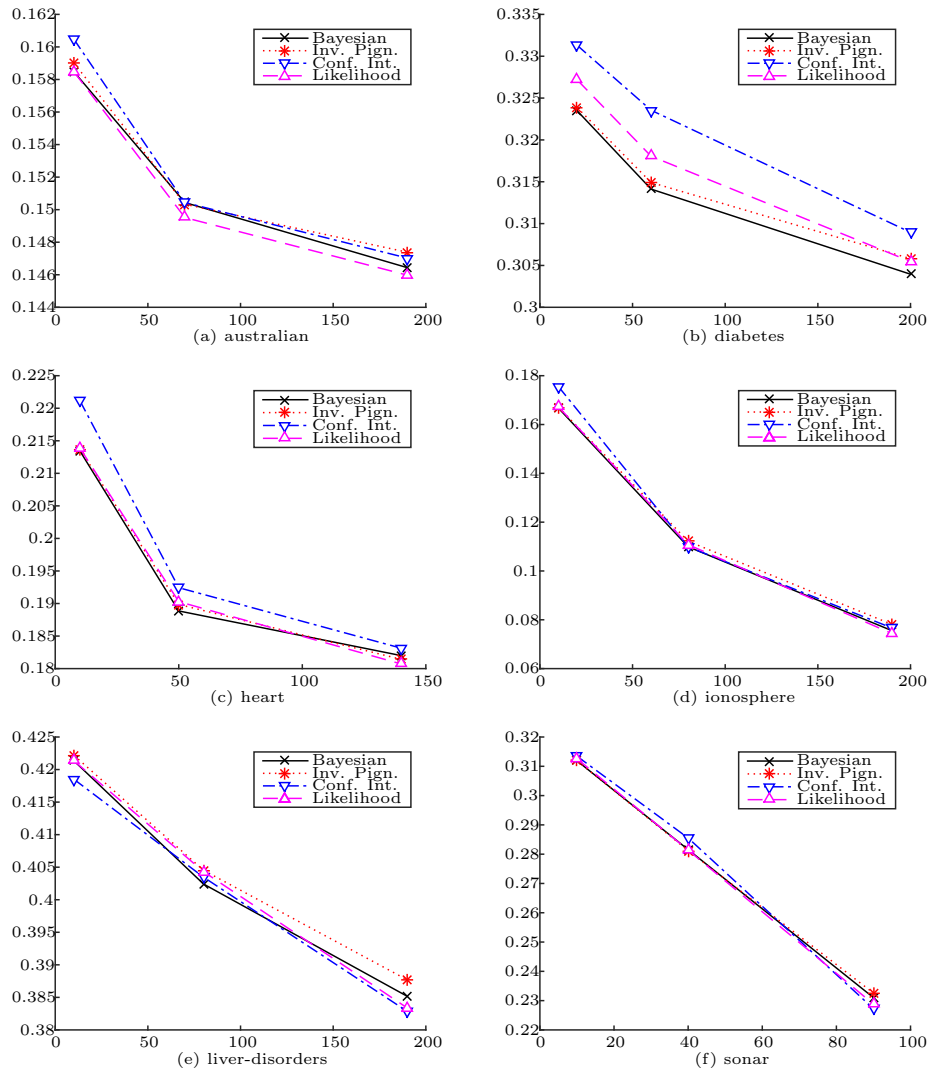 0.162
0.16
0.158
0.156
0.154
0.152
0.15
0.148
0.146
0.144
Bayesian
Inv. Pign.
Conf. Int.
Likelihood
0 50 100 150 200
(a) australian
0.335
0.33
0.325
0.32
0.315
0.31
0.305
0.3
Bayesian
Inv. Pign.
Conf. Int.
Likelihood
0 50 100 150 200
(b) diabetes
0.225
0.22
0.215
0.21
0.205
0.2
0.195
0.19
0.185
0.18
Bayesian
Inv. Pign.
Conf. Int.
Likelihood
0 50 100 150
(c) heart
0.18
0.16
0.14
0.12
0.1
0.08
0.06
Bayesian
Inv. Pign.
Conf. Int.
Likelihood
0 50 100 150 200
(d) ionosphere
0.425
0.42
0.415
0.41
0.405
0.4
0.395
0.39
0.385
0.38
Bayesian
Inv. Pign.
Conf. Int.
Likelihood
0 50 100 150 200
(e) liver-disorders
0.32
0.31
0.3
0.29
0.28
0.27
0.26
0.25
0.24
0.23
0.22
Bayesian
Inv. Pign.
Conf. Int.
Likelihood
0 20 40 60 80 100
(f) sonar